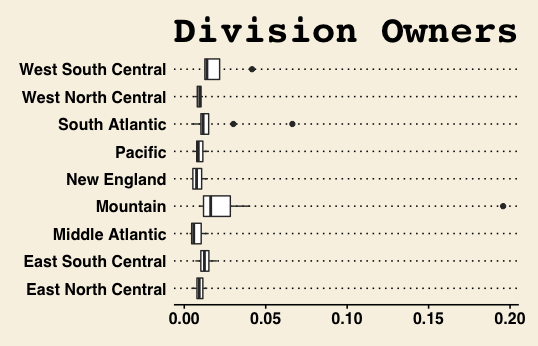 Division Owners
West South Central
West North Central
South Atlantic
Pacific
New England
Mountain
Middle Atlantic
East South Central
East North Central
0.00 0.05 0.10 0.15 0.20